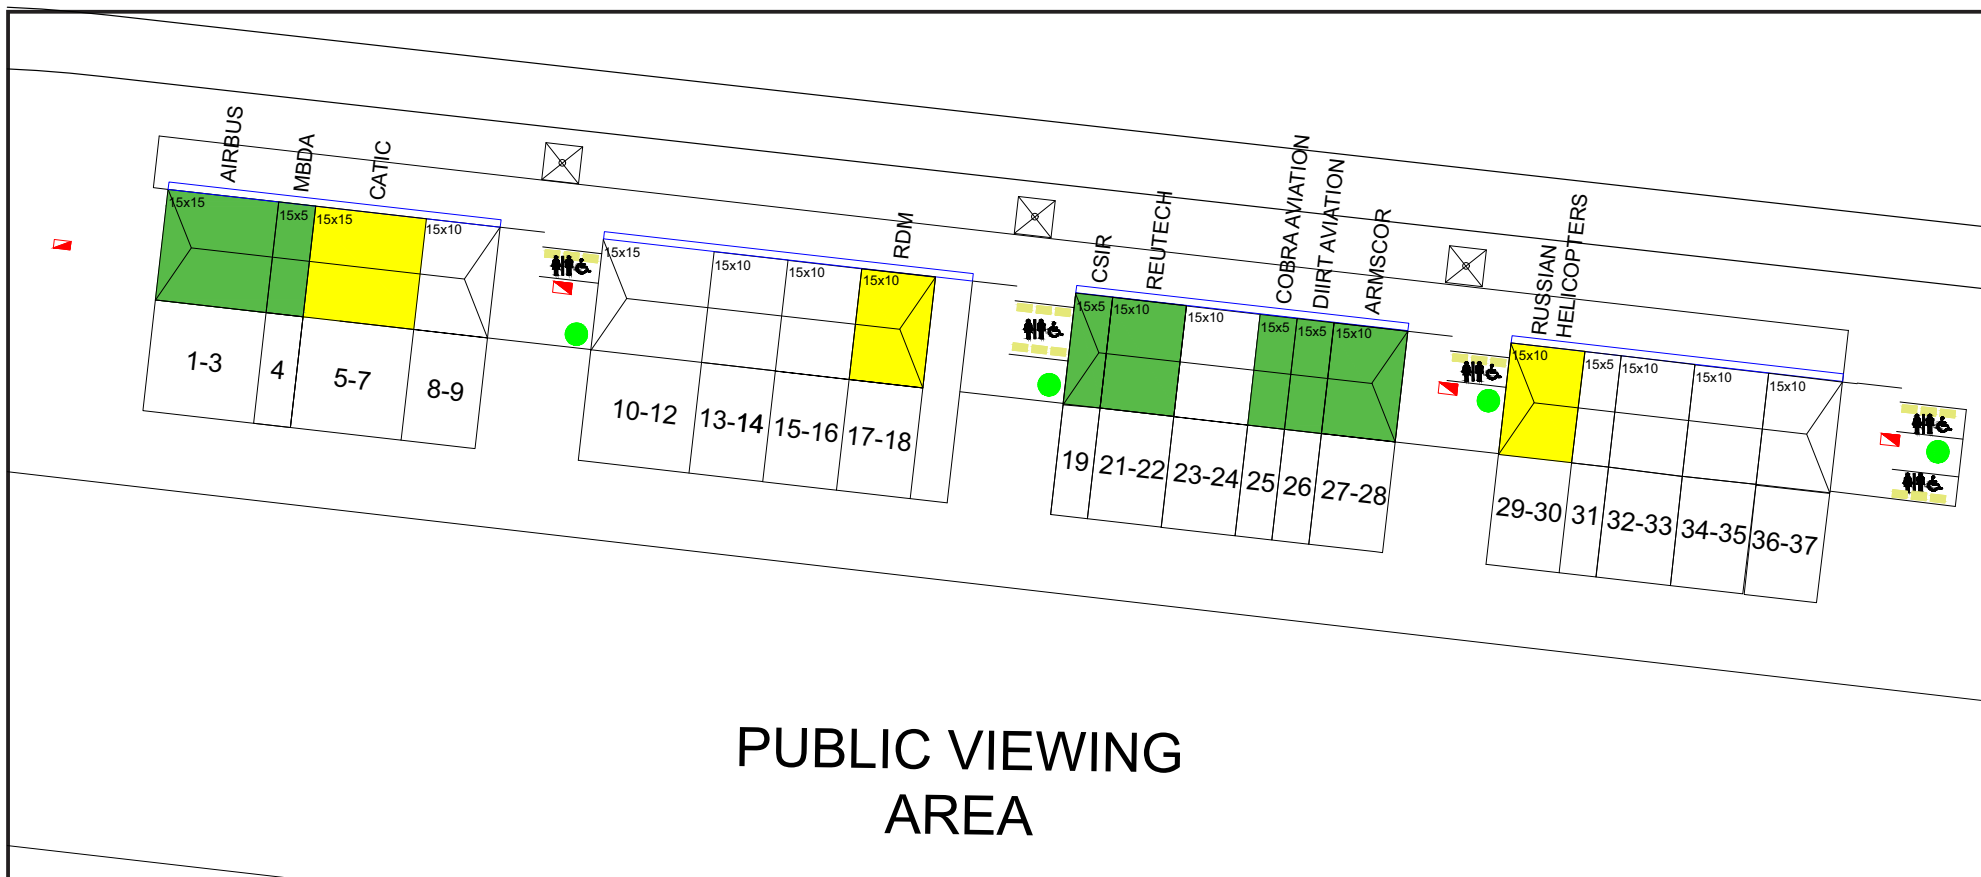 AIRBUS
MBDA
CATIC
RDM
CSIR
REUTECH
COBRA AVIATION
DIIRT AVIATION
ARMSCOR
RUSSIAN
HELICOPTERS
15x15
15x5
15x15
15x10
15x15
15x10
15x10
15x10
15x5
15x10
15x10
15x5
15x5
15x10
15x10
15x5
15x10
15x10
15x10
1-3
4
5-7
8-9
10-12
13-14
15-16
17-18
19
21-22
23-24
25
26
27-28
29-30
31
32-33
34-35
36-37
PUBLIC VIEWING
AREA